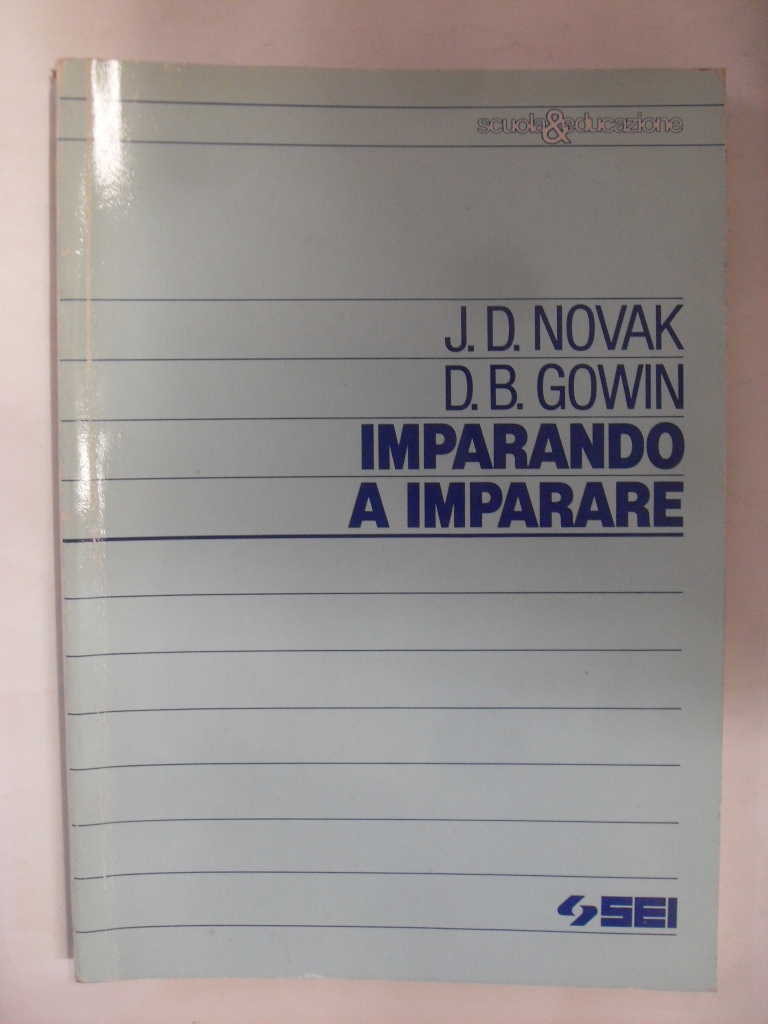 scuola&educazione
J. D. NOVAK
D. B. GOWIN
IMPARANDO
A IMPARARE
SEI